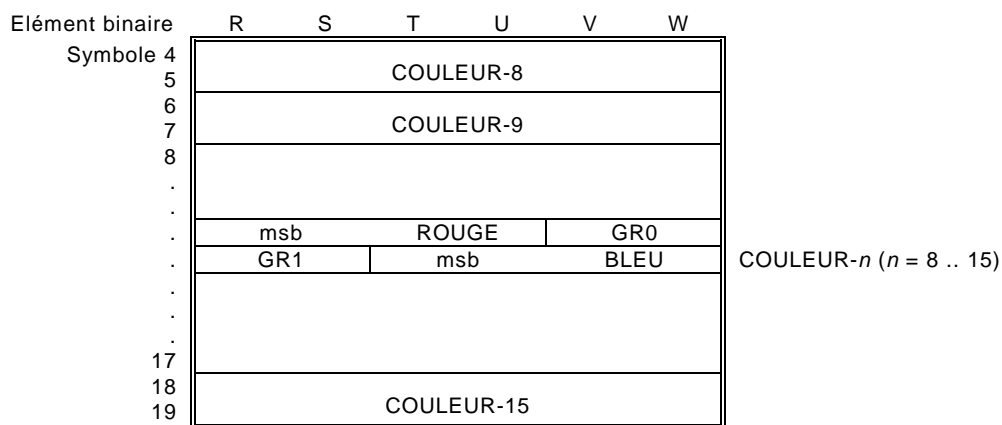 Elément binaire R S T U V W
Symbole 4
5
COULEUR-8
6
7
COULEUR-9
8
.
.
. msb ROUGE GR0
. GR1 msb BLEU COULEUR-n (n = 8 .. 15)
.
.
.
17
18
19
COULEUR-15